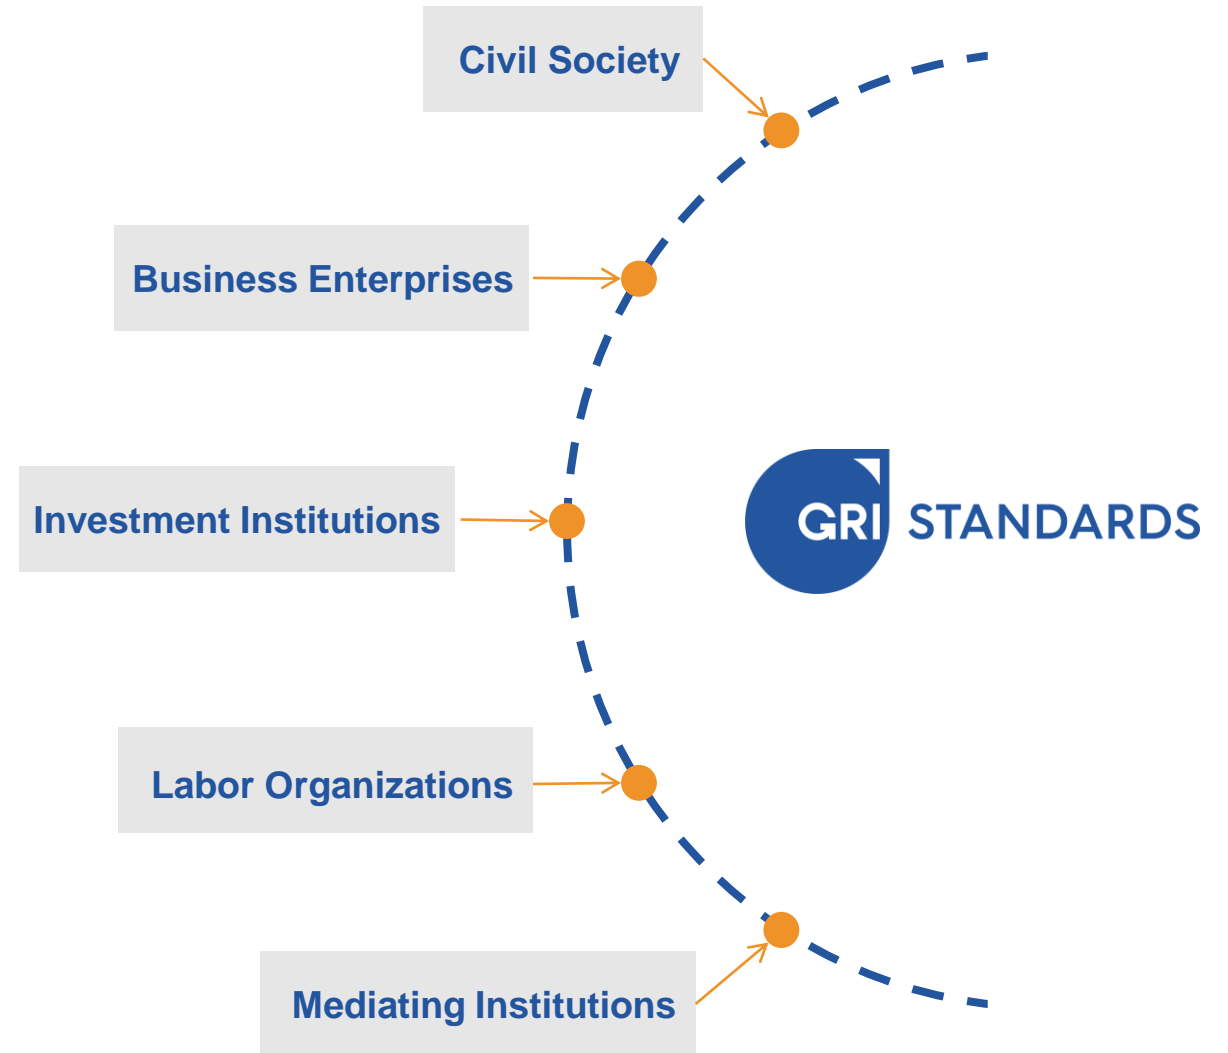 Civil Society
Business Enterprises
Investment Institutions
GRI STANDARDS
Labor Organizations
Mediating Institutions